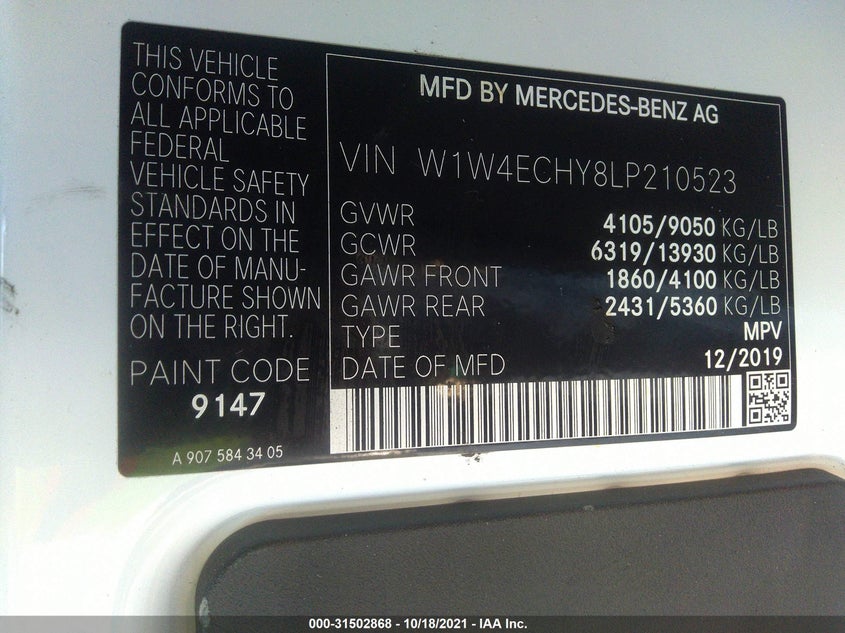 THIS VEHICLE
CONFORMS TO
ALL APPLICABLE
FEDERAL
VEHICLE SAFETY
STANDARDS IN
EFFECT ON THE
DATE OF MANU-
FACTURE SHOWN
ON THE RIGHT.
PAINT CODE
9147
A 907 584 34 05
MFD BY MERCEDES-BENZ AG
VIN W1W4ECHY8LP210523
GVWR 4105/9050 KG/LB
GCWR 6319/13930 KG/LB
GAWR FRONT 1860/4100 KG/LB
GAWR REAR 2431/5360 KG/LB
TYPE MPV
DATE OF MFD 12/2019
000-31502868 - 10/18/2021 - IAA Inc.